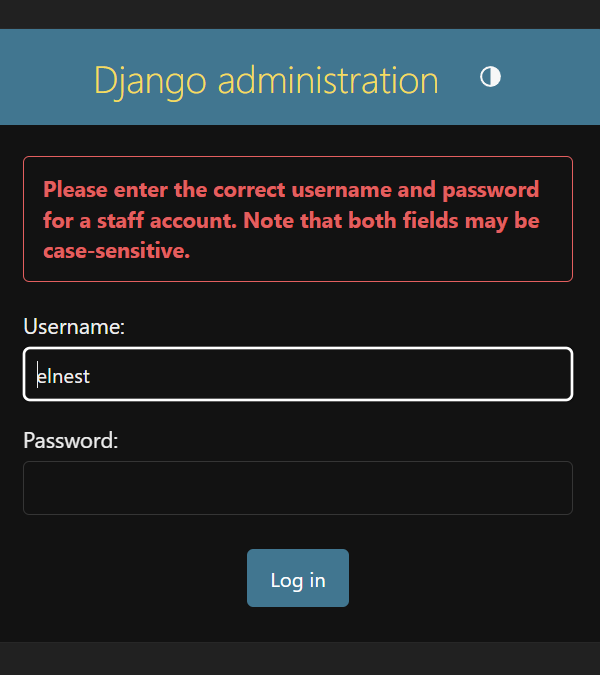 Django administration
Please enter the correct username and password
for a staff account. Note that both fields may be
case-sensitive.
Username:
elnest
Password:
Log in